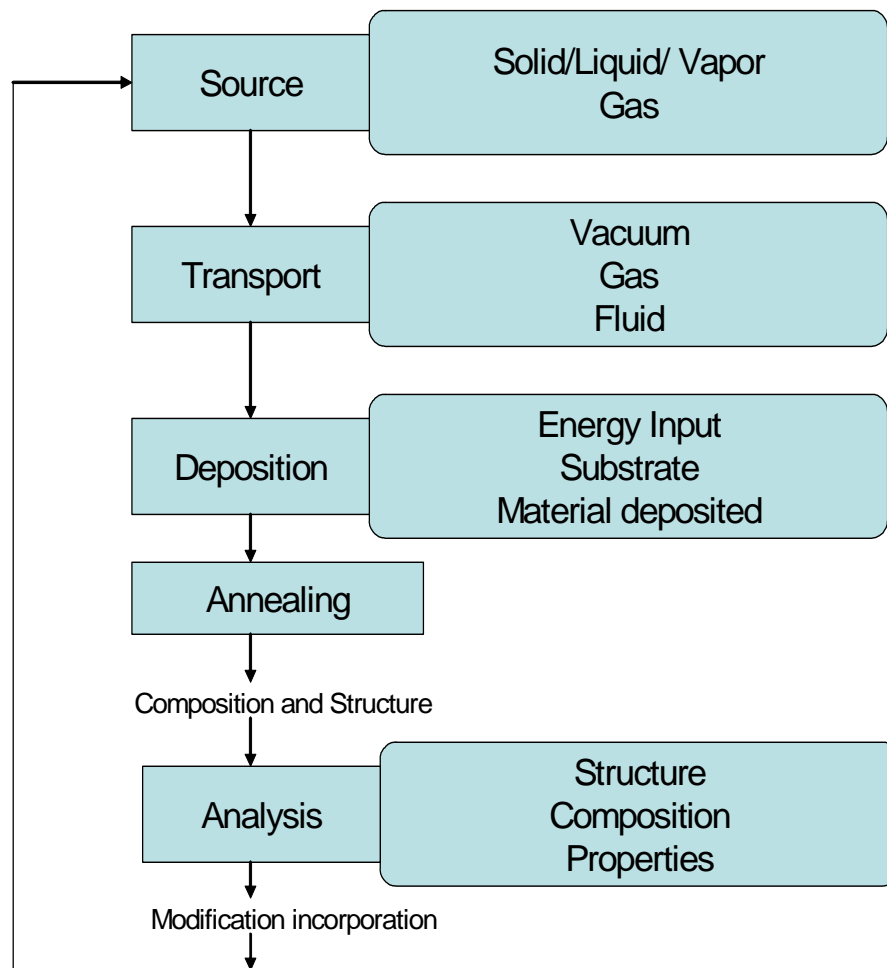 Source
Solid/Liquid/ Vapor
Gas
Transport
Vacuum
Gas
Fluid
Deposition
Energy Input
Substrate
Material deposited
Annealing
Composition and Structure
Analysis
Structure
Composition
Properties
Modification incorporation